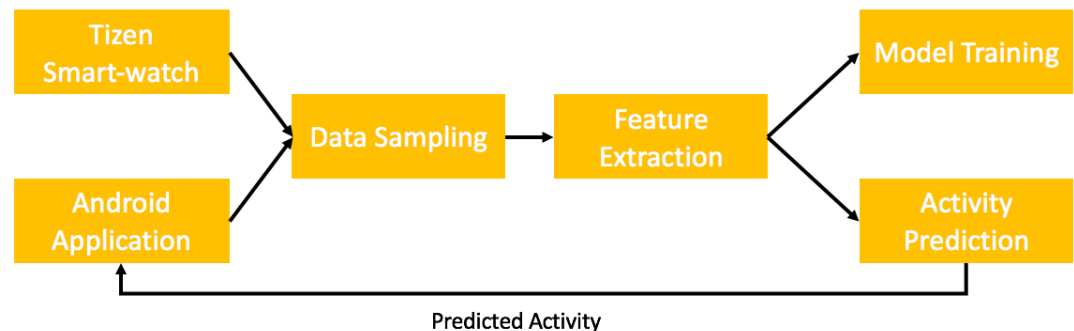 Tizen
Smart-watch
Model Training
Data Sampling
Feature
Extraction
Android
Application
Activity
Prediction
Predicted Activity